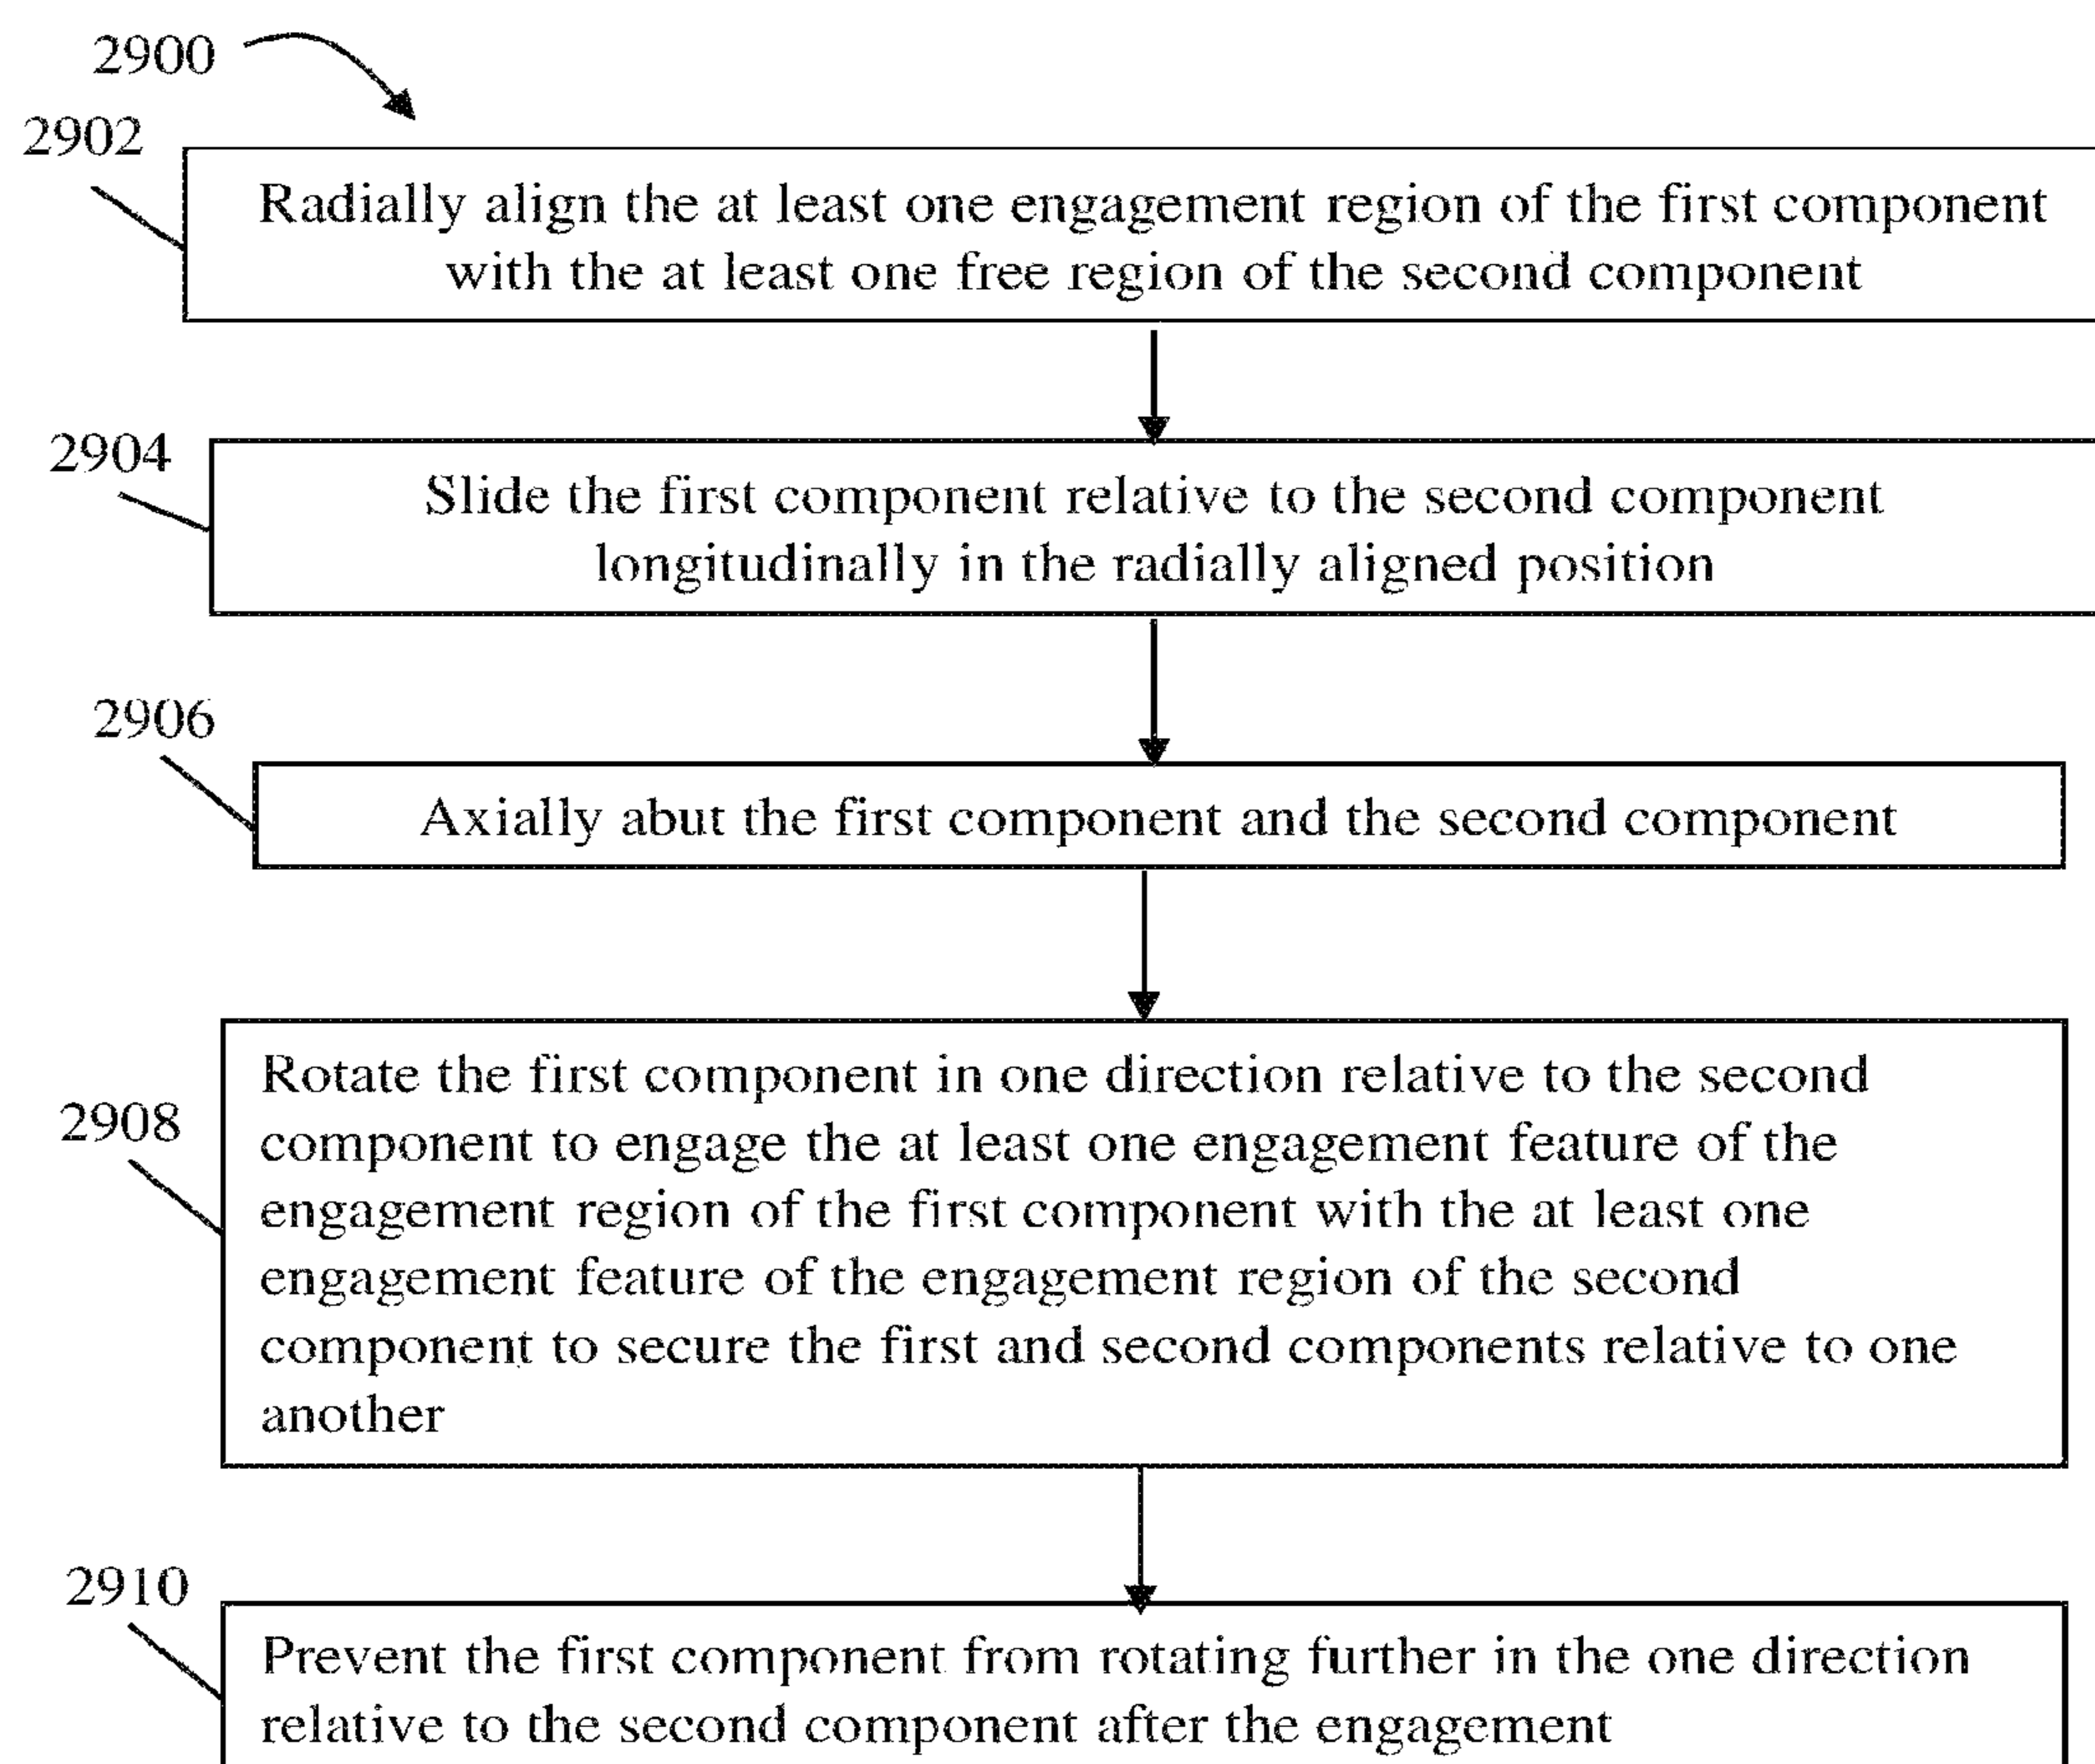 2900
2902
Radially align the at least one engagement region of the first component
with the at least one free region of the second component
2904
Slide the first component relative to the second component
longitudinally in the radially aligned position
2906
Axially abut the first component and the second component
2908
Rotate the first component in one direction relative to the second
component to engage the at least one engagement feature of the
engagement region of the first component with the at least one
engagement feature of the engagement region of the second
component to secure the first and second components relative to one
another
2910
Prevent the first component from rotating further in the one direction
relative to the second component after the engagement